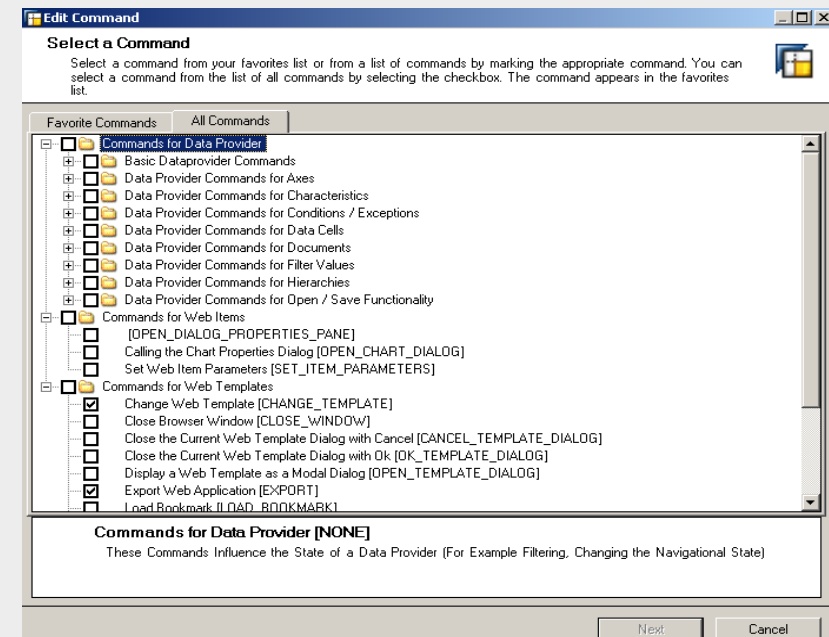 Edit Command
Select a Command
Select a command from your favorites list or from a list of commands by marking the appropriate command. You can
select a command from the list of all commands by selecting the checkbox. The command appears in the favorites
list.
Favorite Commands All Commands
Commands for Data Provider
Basic Dataprovider Commands
Data Provider Commands for Axes
Data Provider Commands for Characteristics
Data Provider Commands for Conditions / Exceptions
Data Provider Commands for Data Cells
Data Provider Commands for Documents
Data Provider Commands for Filter Values
Data Provider Commands for Hierarchies
Data Provider Commands for Open / Save Functionality
Commands for Web Items
[OPEN_DIALOG_PROPERTIES_PANE]
Calling the Chart Properties Dialog [OPEN_CHART_DIALOG]
Set Web Item Parameters [SET_ITEM_PARAMETERS]
Commands for Web Templates
Change Web Template [CHANGE_TEMPLATE]
Close Browser Window [CLOSE_WINDOW]
Close the Current Web Template Dialog with Cancel [CANCEL_TEMPLATE_DIALOG]
Close the Current Web Template Dialog with Ok [OK_TEMPLATE_DIALOG]
Display a Web Template as a Modal Dialog [OPEN_TEMPLATE_DIALOG]
Export Web Application [EXPORT]
Load Bookmark [LOAD_BOOKMARK]
Commands for Data Provider [NONE]
These Commands Influence the State of a Data Provider (For Example Filtering, Changing the Navigational State)
Next Cancel